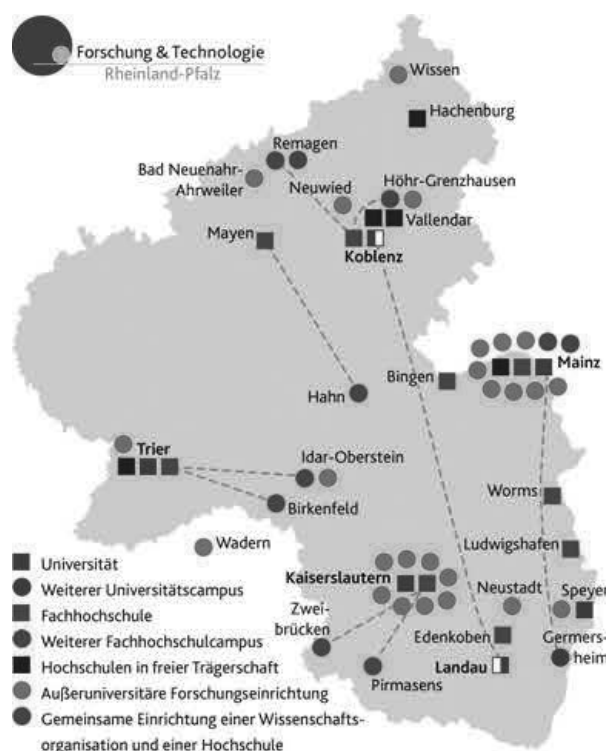 Forschung & Technologie
Rheinland-Pfalz
Wissen
Hachenburg
Remagen
Bad Neuenahr-
Ahrweiler
Neuwied
Höhr-Grenzhausen
Vallendar
Mayen
Koblenz
Mainz
Bingen
Hahn
Trier
Idar-Oberstein
Birkenfeld
Worms
Wadern
Ludwigshafen
Kaiserslautern
Neustadt
Speyer
Zwei-
brücken
Edenkoben
Germers-
heim
Pirmasens
Landau
Universität
Weiterer Universitätscampus
Fachhochschule
Weiterer Fachhochschulcampus
Hochschulen in freier Trägerschaft
Außeruniversitäre Forschungseinrichtung
Gemeinsame Einrichtung einer Wissenschafts-
organisation und einer Hochschule